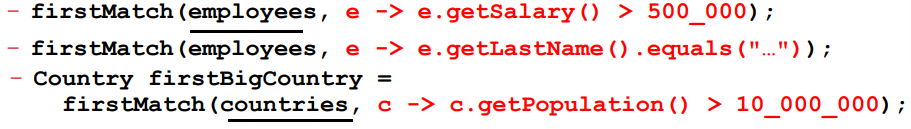 – firstMatch(employees, e -> e.getSalary() > 500_000);
– firstMatch(employees, e -> e.getLastName().equals("…"));
– Country firstBigCountry =
firstMatch(countries, c -> c.getPopulation() > 10_000_000);